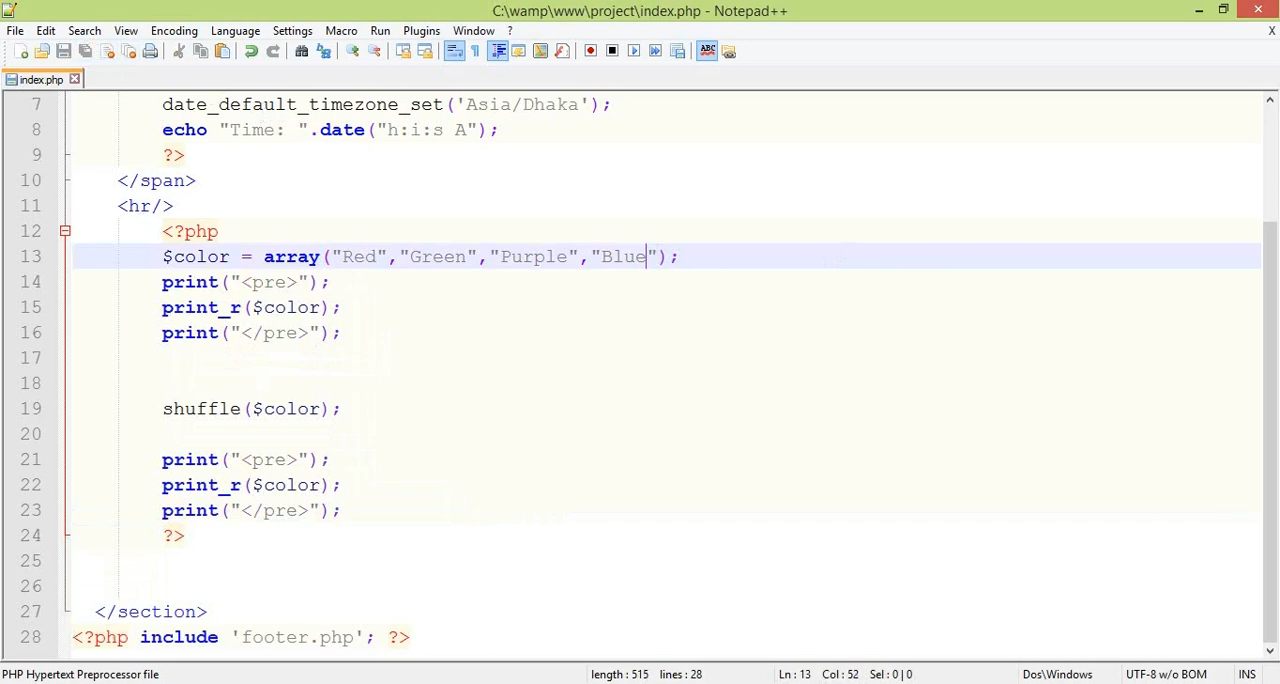 C:\wamp\www\project\index.php - Notepad++
File Edit Search View Encoding Language Settings Macro Run Plugins Window ? X
ABC
index.php
7 date_default_timezone_set('Asia/Dhaka');
8 echo "Time: ".date("h:i:s A");
9 ?>
10 </span>
11 <hr/>
12 <?php
13 $color = array("Red","Green","Purple","Blue");
14 print("<pre>");
15 print_r($color);
16 print("</pre>");
17
18
19 shuffle($color);
20
21 print("<pre>");
22 print_r($color);
23 print("</pre>");
24 ?>
25
26
27 </section>
28 <?php include 'footer.php'; ?>
PHP Hypertext Preprocessor file length : 515 lines : 28 Ln : 13 Col : 52 Sel : 0 | 0 Dos\Windows UTF-8 w/o BOM INS